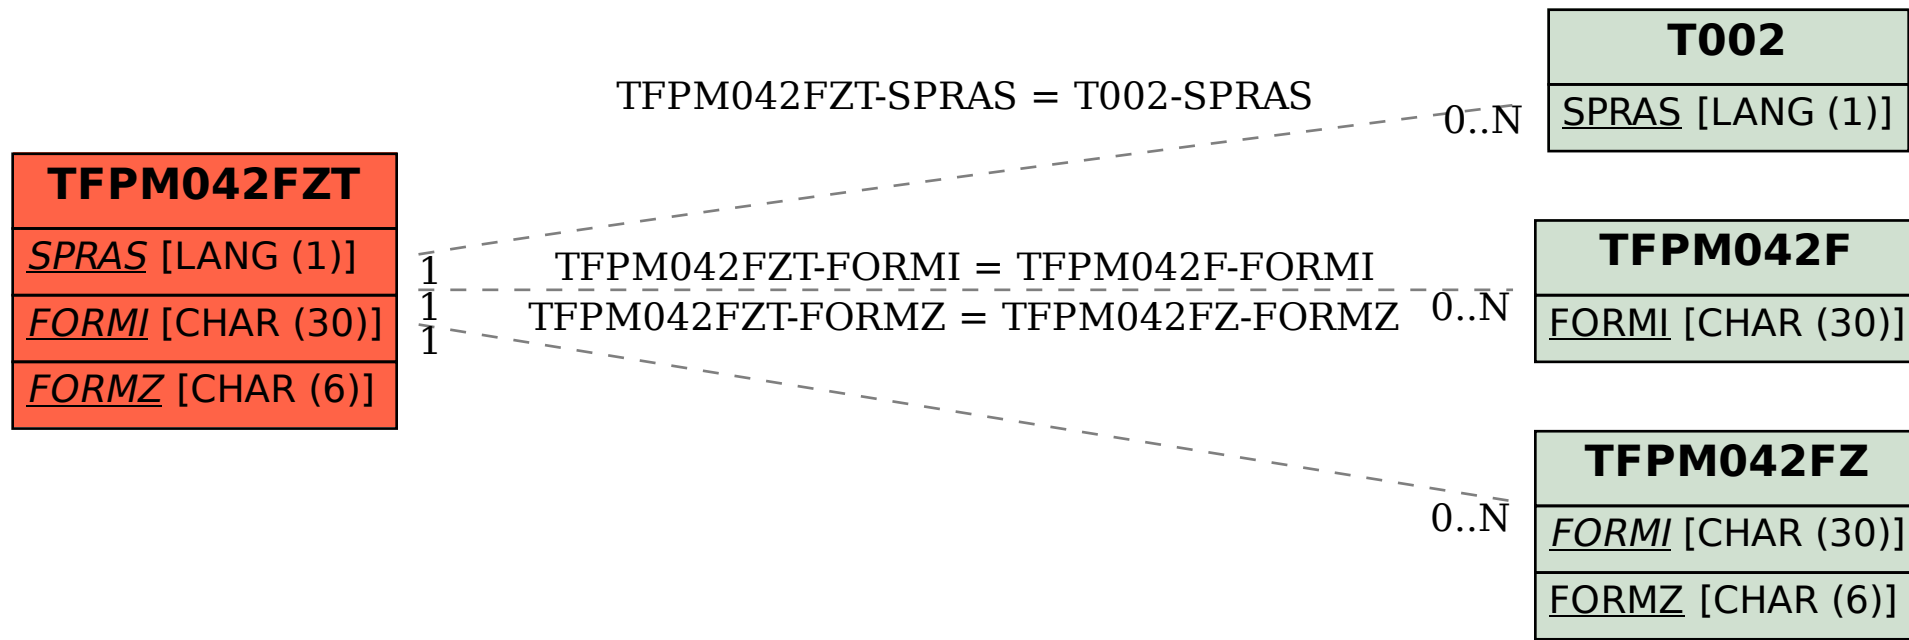 TFPM042FZT
SPRAS [LANG (1)]
FORMI [CHAR (30)]
FORMZ [CHAR (6)]
TFPM042FZT-SPRAS = T002-SPRAS
1
0..N
TFPM042FZT-FORMI = TFPM042F-FORMI
1
0..N
TFPM042FZT-FORMZ = TFPM042FZ-FORMZ
1
0..N
T002
SPRAS [LANG (1)]
TFPM042F
FORMI [CHAR (30)]
TFPM042FZ
FORMI [CHAR (30)]
FORMZ [CHAR (6)]